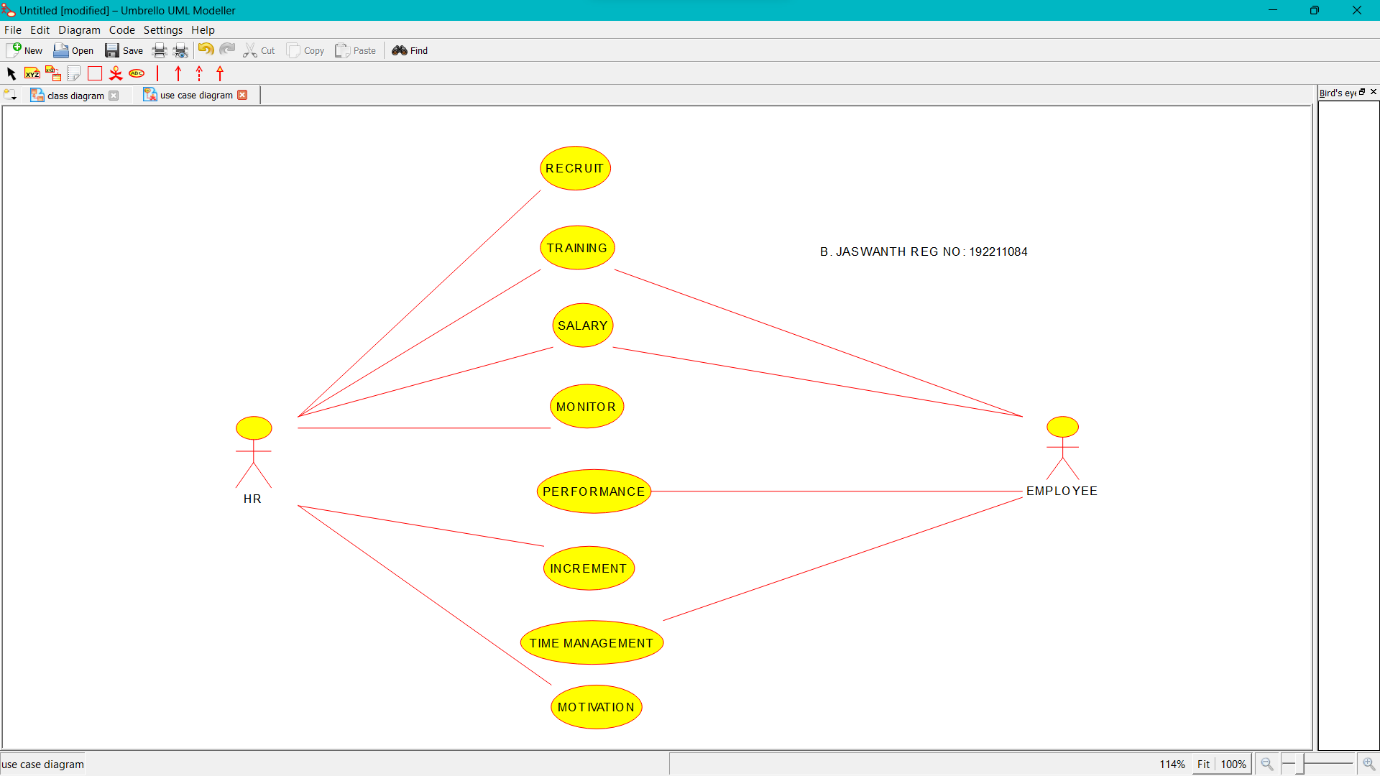 Untitled [modified] – Umbrello UML Modeller
File Edit Diagram Code Settings Help
New Open Save Cut Copy Paste Find
XYZ ABC
class diagram use case diagram
Bird's eye
RECRUIT
TRAINING
B. JASWANTH REG NO : 192211084
SALARY
MONITOR
HR
PERFORMANCE
EMPLOYEE
INCREMENT
TIME MANAGEMENT
MOTIVATION
use case diagram 114% Fit 100%